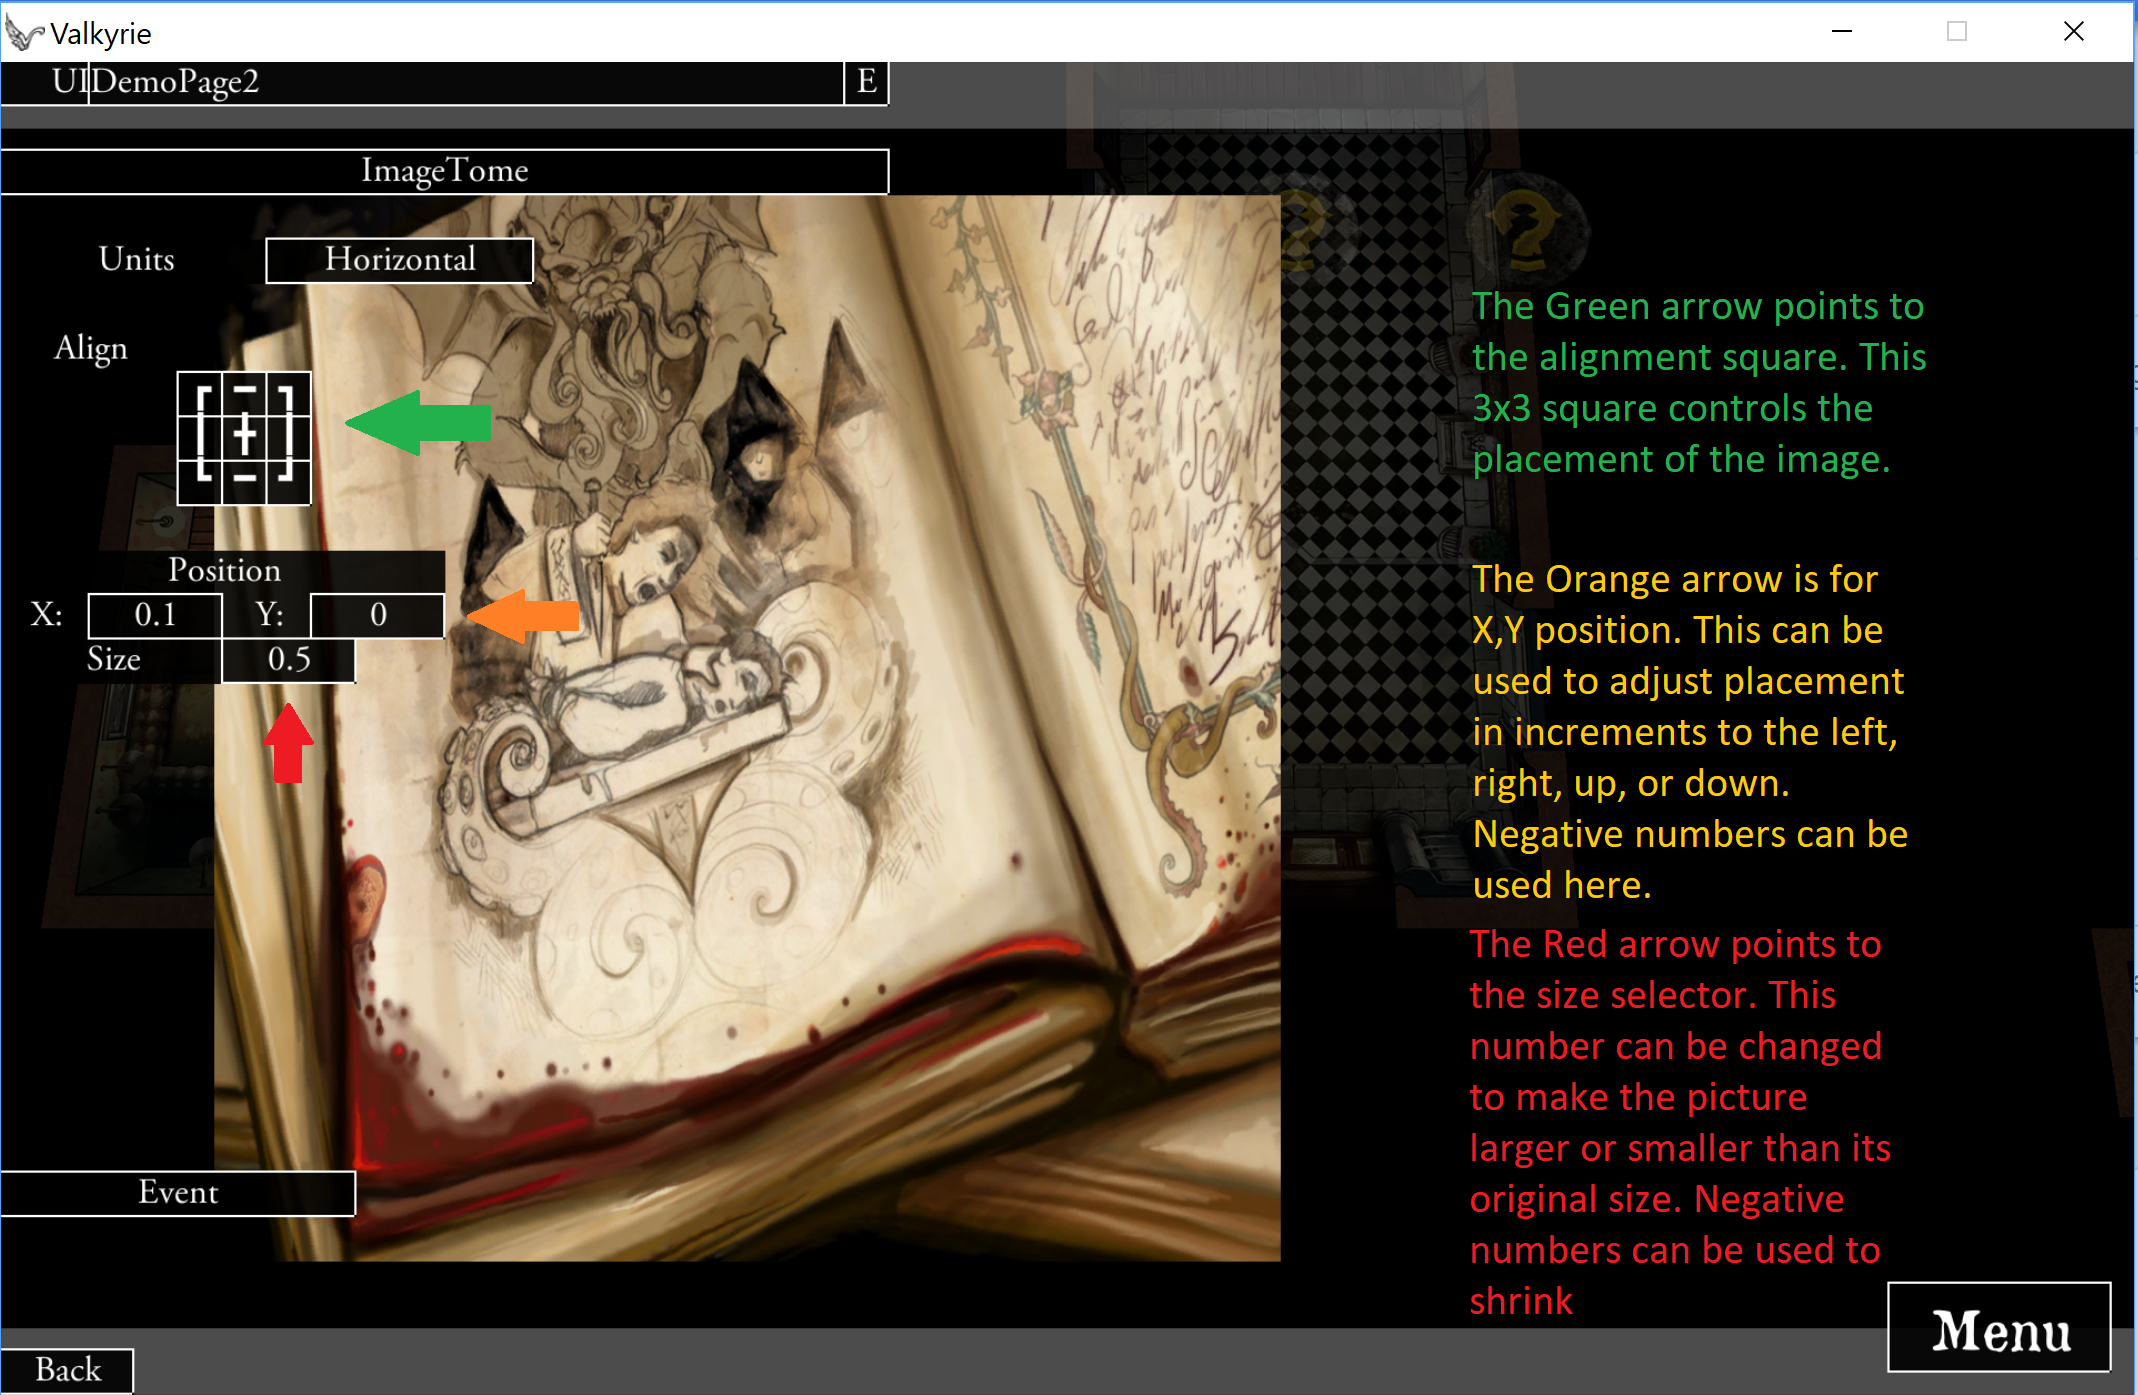 Valkyrie
UIDemoPage2 E
ImageTome
Units Horizontal
Align
Position
X: 0.1 Y: 0
Size 0.5
The Green arrow points to
the alignment square. This
3x3 square controls the
placement of the image.
The Orange arrow is for
X,Y position. This can be
used to adjust placement
in increments to the left,
right, up, or down.
Negative numbers can be
used here.
The Red arrow points to
the size selector. This
number can be changed
to make the picture
larger or smaller than its
original size. Negative
numbers can be used to
shrink
Event
Menu
Back